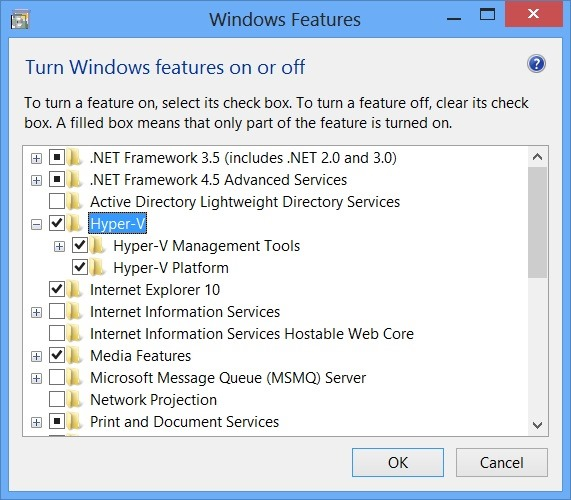 Windows Features
Turn Windows features on or off
To turn a feature on, select its check box. To turn a feature off, clear its check
box. A filled box means that only part of the feature is turned on.
.NET Framework 3.5 (includes .NET 2.0 and 3.0)
.NET Framework 4.5 Advanced Services
Active Directory Lightweight Directory Services
Hyper-V
Hyper-V Management Tools
Hyper-V Platform
Internet Explorer 10
Internet Information Services
Internet Information Services Hostable Web Core
Media Features
Microsoft Message Queue (MSMQ) Server
Network Projection
Print and Document Services
OK
Cancel